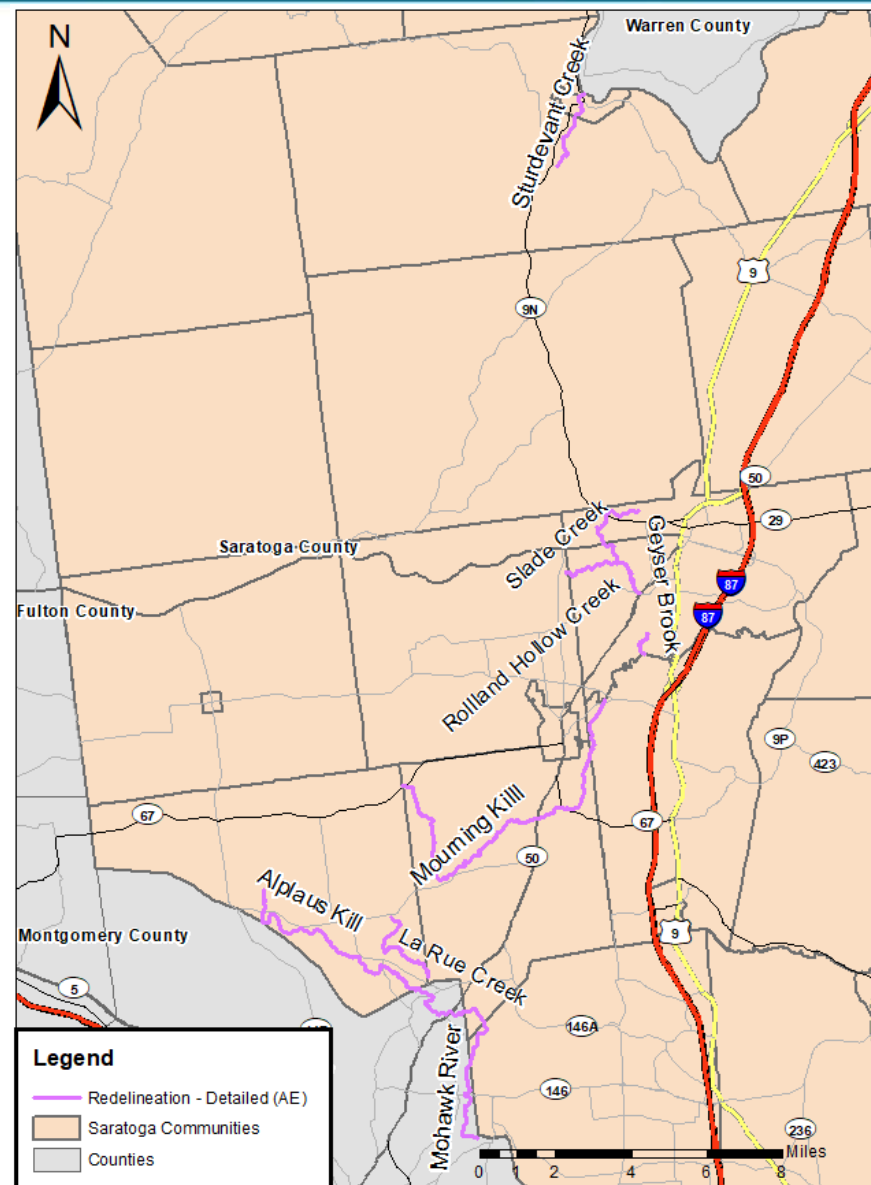 N
Warren County
Sturdevant Creek
9
9N
50
29
Slade Creek
Geyser Brook
Saratoga County
87
Fulton County
87
Rollland Hollow Creek
9P
423
67
67
Mourning Killl
50
Alplaus Kill
9
Montgomery County
La Rue Creek
5
146A
Mohawk River
146
236
Legend
Redelineation - Detailed (AE)
Saratoga Communities
Counties
Miles
0 1 2 4 6 8